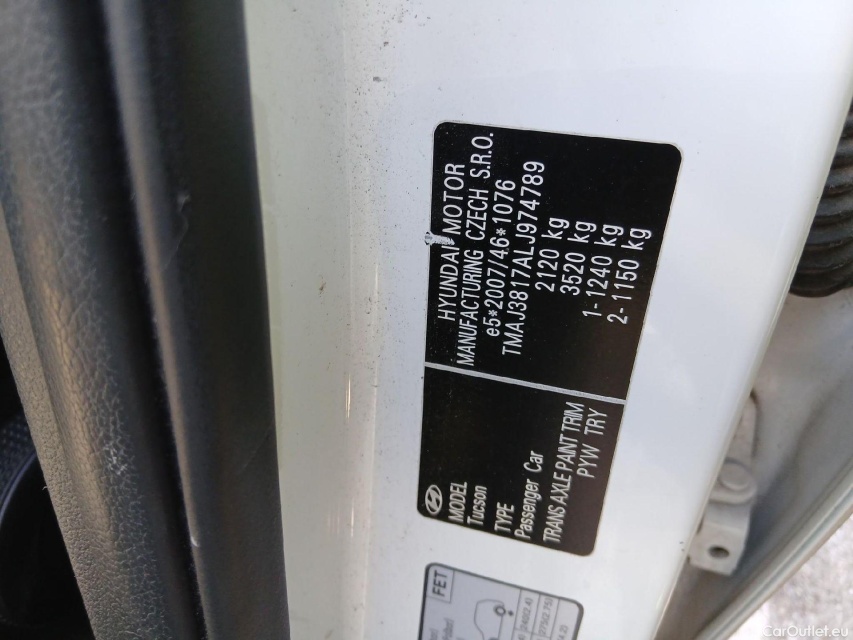 HYUNDAI MOTOR
MANUFACTURING CZECH S.R.O.
e5*2007/46*1076
TMAJ3817ALJ974789
2120 kg
3520 kg
1-1240 kg
2-1150 kg
MODEL
Tucson
TYPE
Passenger Car
TRANS AXLE PAINT TRIM
PYW TRY
FET
CarOutlet.eu